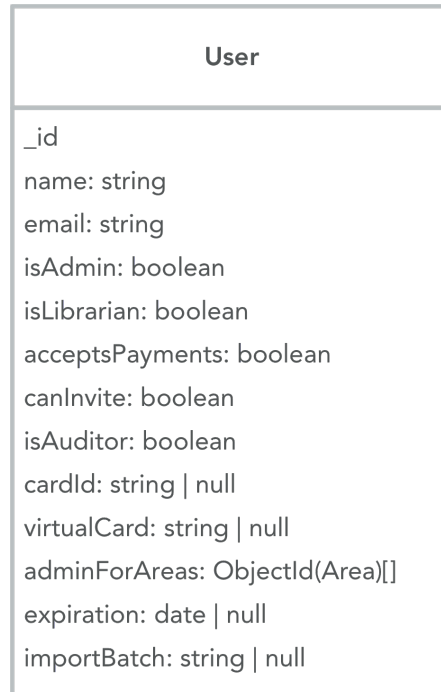 User
_id
name: string
email: string
isAdmin: boolean
isLibrarian: boolean
acceptsPayments: boolean
canInvite: boolean
isAuditor: boolean
cardId: string | null
virtualCard: string | null
adminForAreas: ObjectId(Area)[]
expiration: date | null
importBatch: string | null